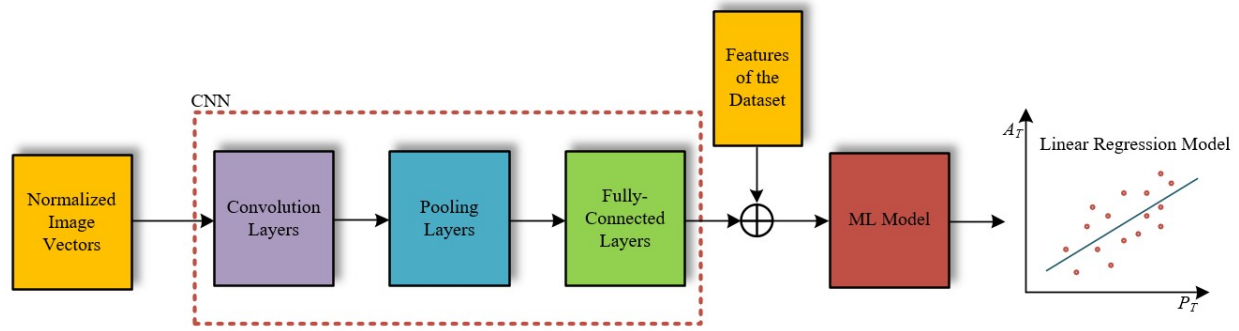 CNN
Normalized
Image
Vectors
Convolution
Layers
Pooling
Layers
Fully-
Connected
Layers
Features
of the
Dataset
ML Model
A_T
Linear Regression Model
P_T